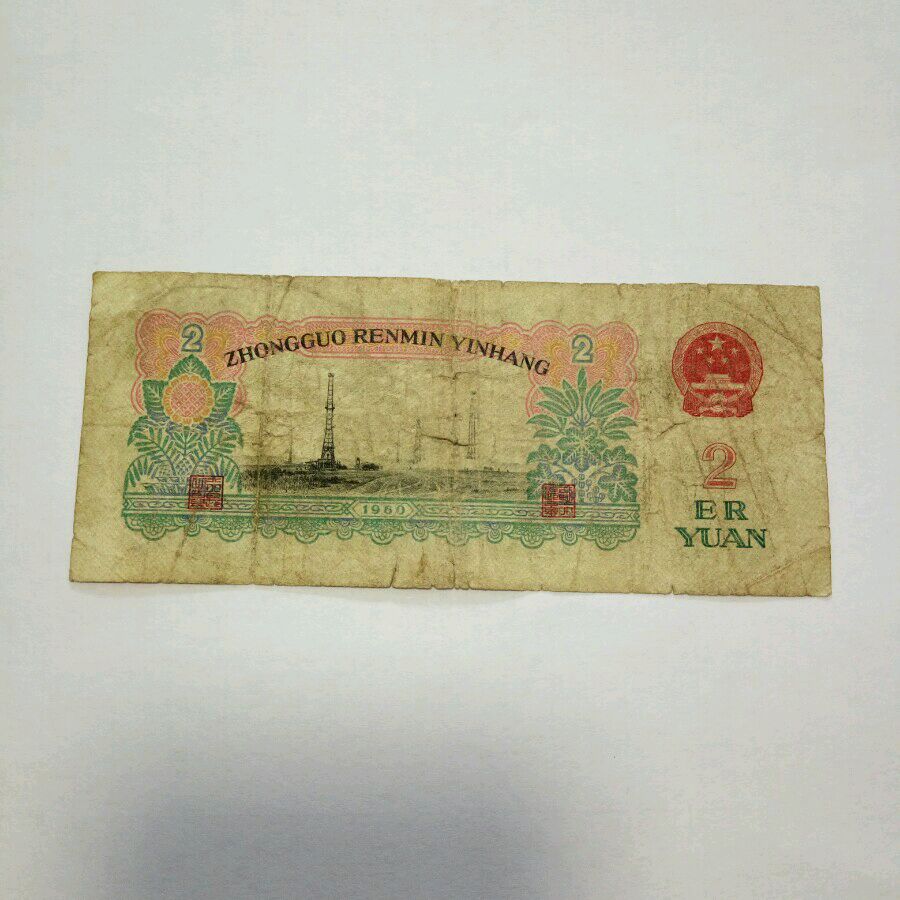 2
ZHONGGUO RENMIN YINHANG
2
1960
2
ER
YUAN